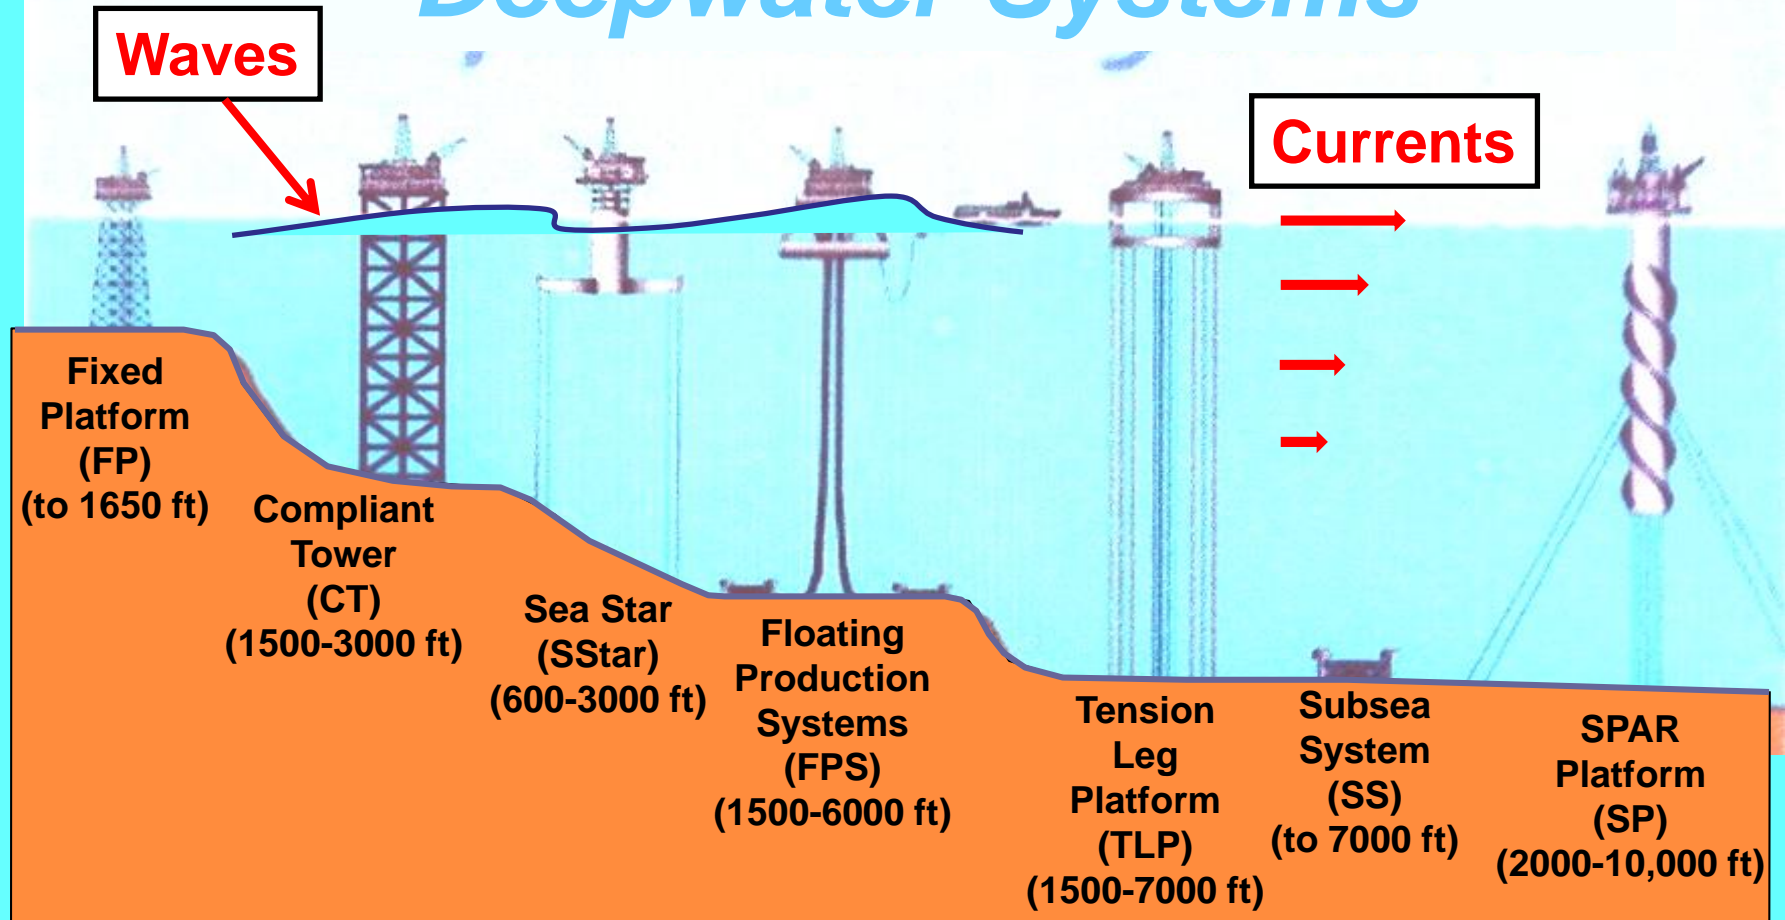 Deepwater Systems
Waves
Currents
Fixed
Platform
(FP)
(to 1650 ft)
Compliant
Tower
(CT)
(1500-3000 ft)
Sea Star
(SStar)
(600-3000 ft)
Floating
Production
Systems
(FPS)
(1500-6000 ft)
Tension
Leg
Platform
(TLP)
(1500-7000 ft)
Subsea
System
(SS)
(to 7000 ft)
SPAR
Platform
(SP)
(2000-10,000 ft)